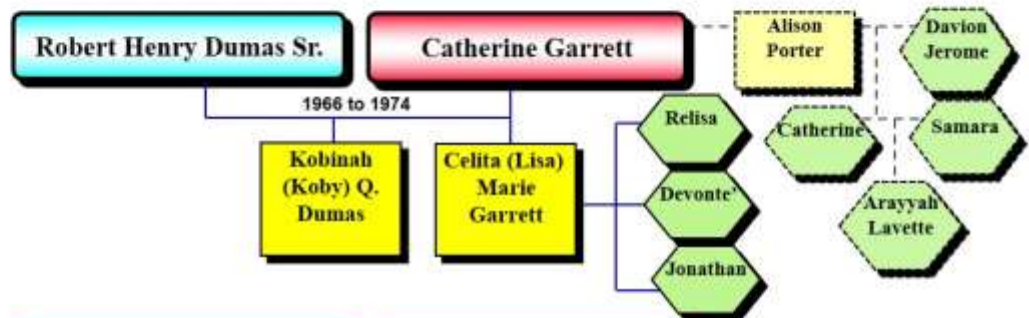 Robert Henry Dumas Sr.
Catherine Garrett
Alison
Porter
Davion
Jerome
1966 to 1974
Relisa
Catherine
Samara
Kobinah
(Koby) Q.
Dumas
Celita (Lisa)
Marie
Garrett
Devonte'
Arayyah
Lavette
Jonathan